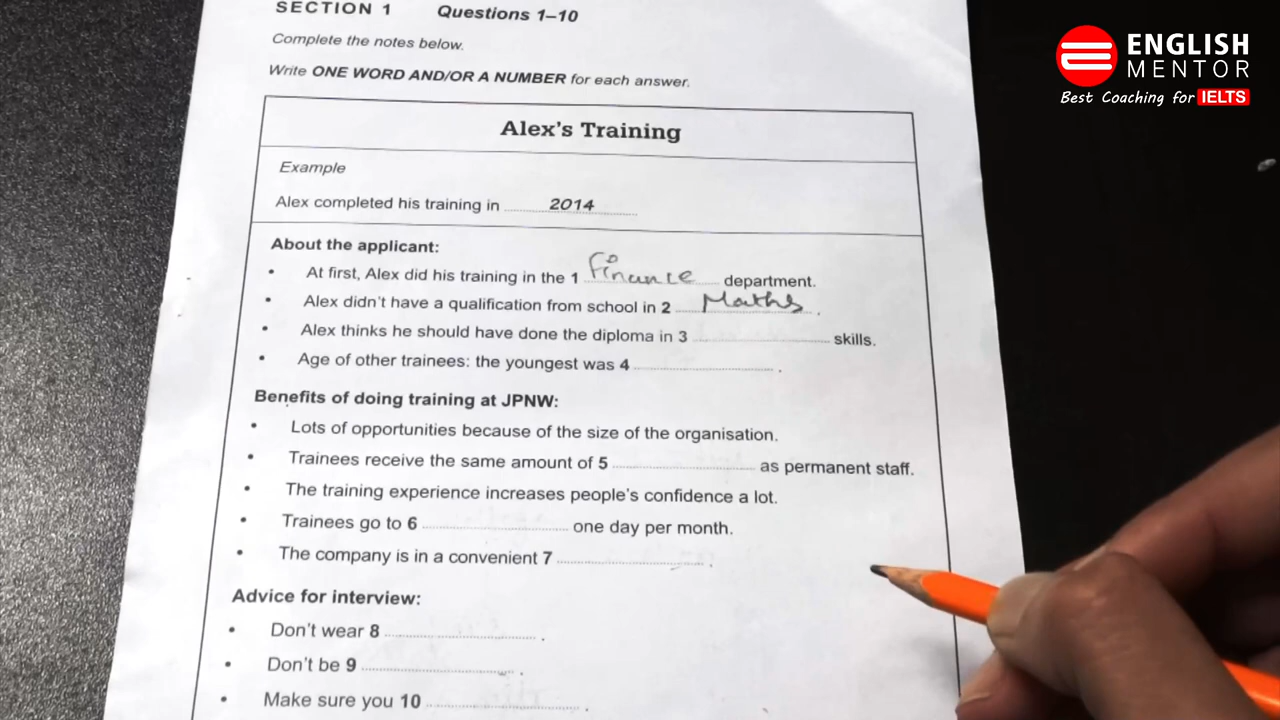 SECTION 1 Questions 1–10
Complete the notes below.
Write ONE WORD AND/OR A NUMBER for each answer.
Alex's Training
Example
Alex completed his training in 2014
About the applicant:
• At first, Alex did his training in the 1 Finance department.
• Alex didn't have a qualification from school in 2 Maths .
• Alex thinks he should have done the diploma in 3 skills.
• Age of other trainees: the youngest was 4 .
Benefits of doing training at JPNW:
• Lots of opportunities because of the size of the organisation.
• Trainees receive the same amount of 5 as permanent staff.
• The training experience increases people's confidence a lot.
• Trainees go to 6 one day per month.
• The company is in a convenient 7 .
Advice for interview:
• Don't wear 8 .
• Don't be 9 .
• Make sure you 10 .
ENGLISH
MENTOR
Best Coaching for IELTS